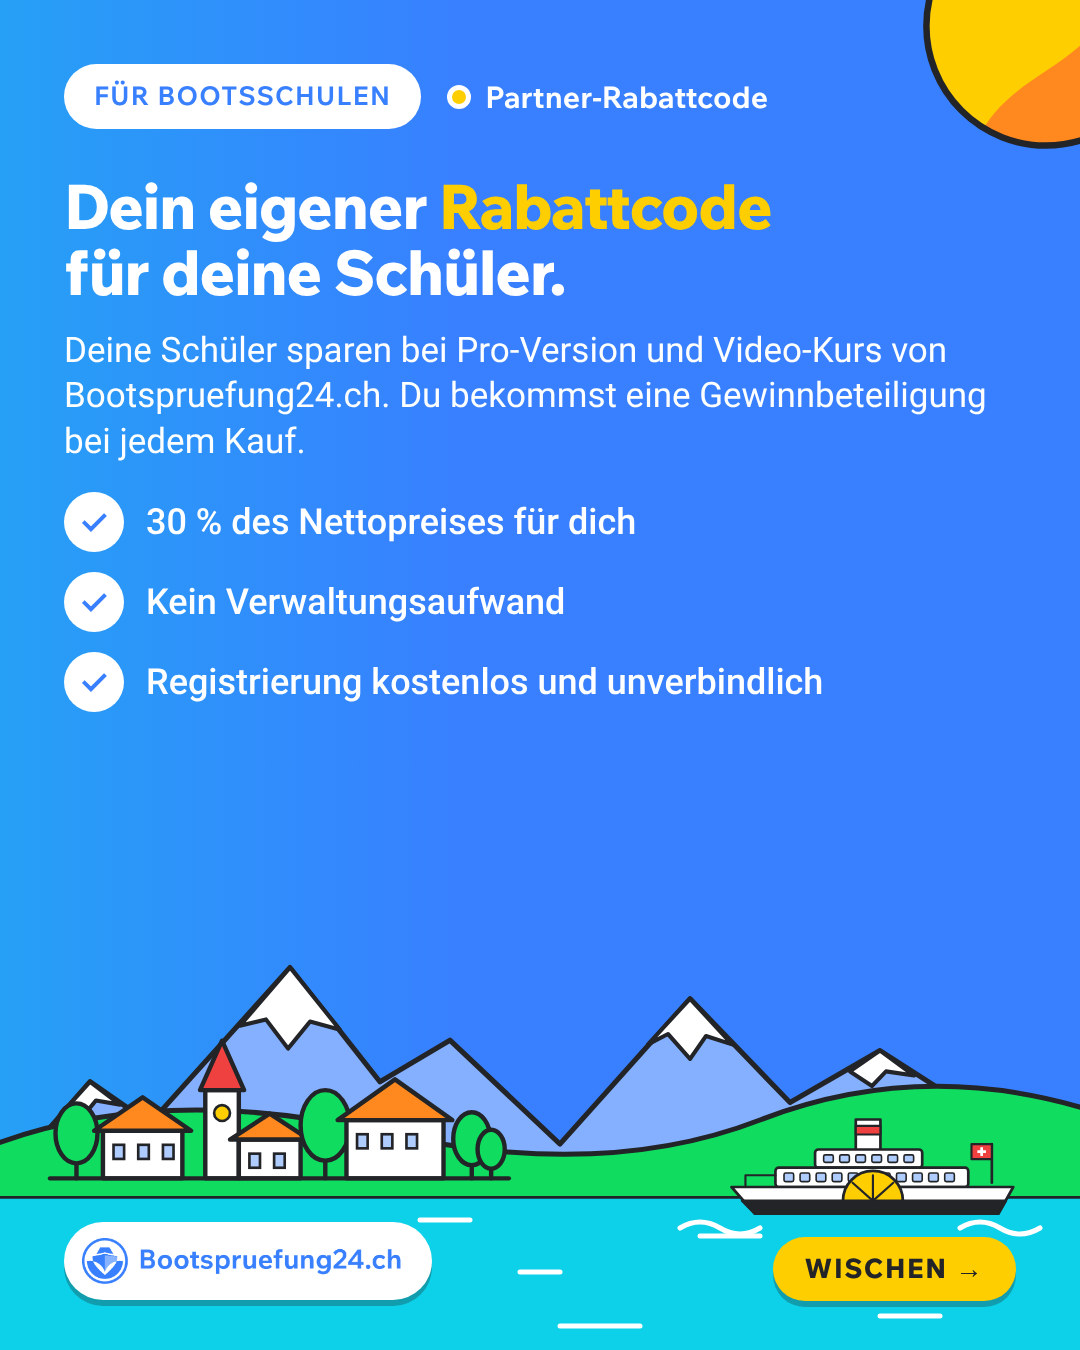 FÜR BOOTSSCHULEN
Partner-Rabattcode
Dein eigener Rabattcode
für deine Schüler.
Deine Schüler sparen bei Pro-Version und Video-Kurs von
Bootspruefung24.ch. Du bekommst eine Gewinnbeteiligung
bei jedem Kauf.
30 % des Nettopreises für dich
Kein Verwaltungsaufwand
Registrierung kostenlos und unverbindlich
Bootspruefung24.ch
WISCHEN →